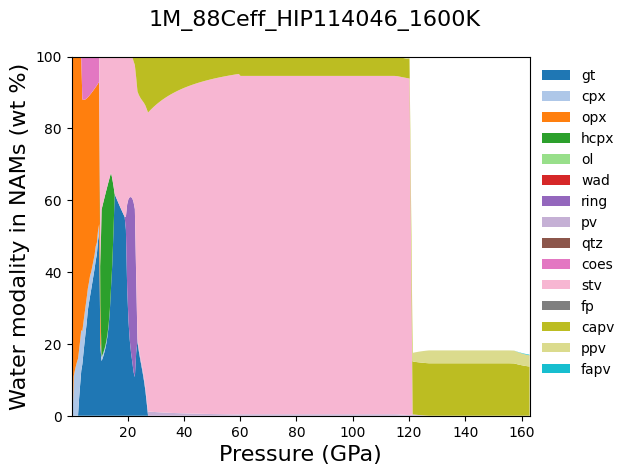 1M_88Ceff_HIP114046_1600K
Water modality in NAMs (wt %)
100
80
60
40
20
0
20
40
60
80
100
120
140
160
Pressure (GPa)
gt
cpx
opx
hcpx
ol
wad
ring
pv
qtz
coes
stv
fp
capv
ppv
fapv